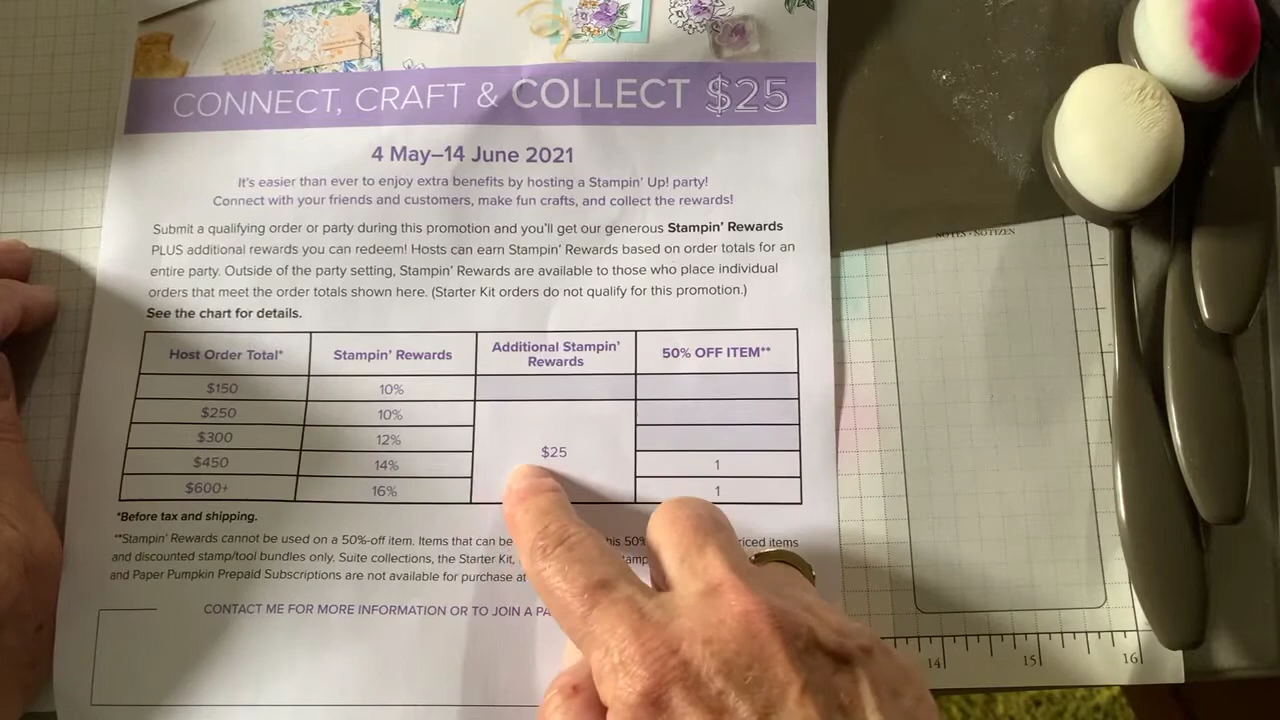 CONNECT, CRAFT & COLLECT $25
4 May–14 June 2021
It's easier than ever to enjoy extra benefits by hosting a Stampin' Up! party!
Connect with your friends and customers, make fun crafts, and collect the rewards!
Submit a qualifying order or party during this promotion and you'll get our generous Stampin' Rewards
PLUS additional rewards you can redeem! Hosts can earn Stampin' Rewards based on order totals for an
entire party. Outside of the party setting, Stampin' Rewards are available to those who place individual
orders that meet the order totals shown here. (Starter Kit orders do not qualify for this promotion.)
See the chart for details.
Host Order Total* Stampin' Rewards Additional Stampin' Rewards 50% OFF ITEM**
$150 10%
$250 10%
$300 12%
$25
$450 14% 1
$600+ 16% 1
*Before tax and shipping.
**Stampin' Rewards cannot be used on a 50%-off item. Items that can be his 50% riced items
and discounted stamp/tool bundles only. Suite collections, the Starter Kit,
and Paper Pumpkin Prepaid Subscriptions are not available for purchase at
CONTACT ME FOR MORE INFORMATION OR TO JOIN A PA
NOTES • NOTIZEN
14 15 16